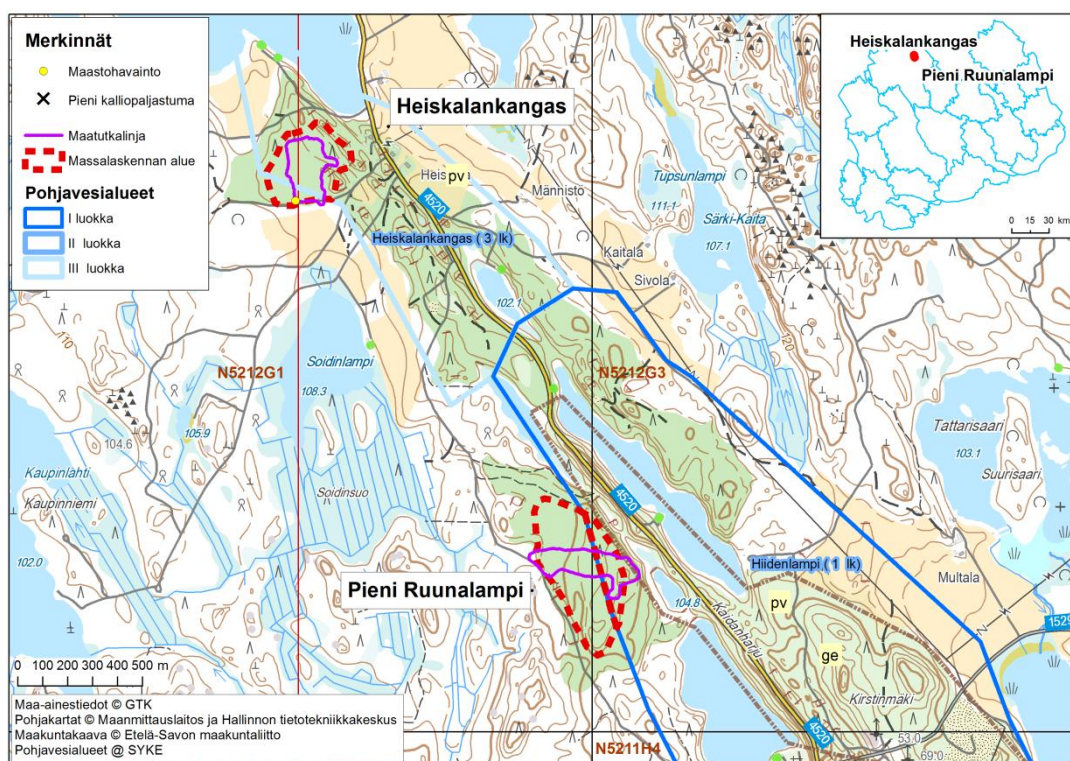 Merkinnät
Maastohavainto
Pieni kalliopaljastuma
Maatutkalinja
Massalaskennan alue
Pohjavesialueet
I luokka
II luokka
III luokka
Heiskalankangas
Pieni Ruunalampi
0 15 30 km
Heiskalankangas
pv
Männistö
4520
Heiskalankangas ( 3 lk)
Tupsunlampi
111.1
Särki-Kaita
107.1
Kaitala
Sivola
102.1
120
110
N5212G1
Soidinlampi
108.3
N5212G3
104.6
105.9
Kaupinlahti
Kaupinniemi
Soidinsuo
102.0
Tattarisaari
103.1
Suurisaari
4520
Hiidenlampi ( 1 lk)
Multala
Pieni Ruunalampi
104.8
Kaidanharju
pv
ge
1529
Kirstinmäki
53.0
69.0
4520
0 100 200 300 400 500 m
Maa-ainestiedot © GTK
Pohjakartat © Maanmittauslaitos ja Hallinnon tietotekniikkakeskus
Maakuntakaava © Etelä-Savon maakuntaliitto
Pohjavesialueet @ SYKE
N5211H4